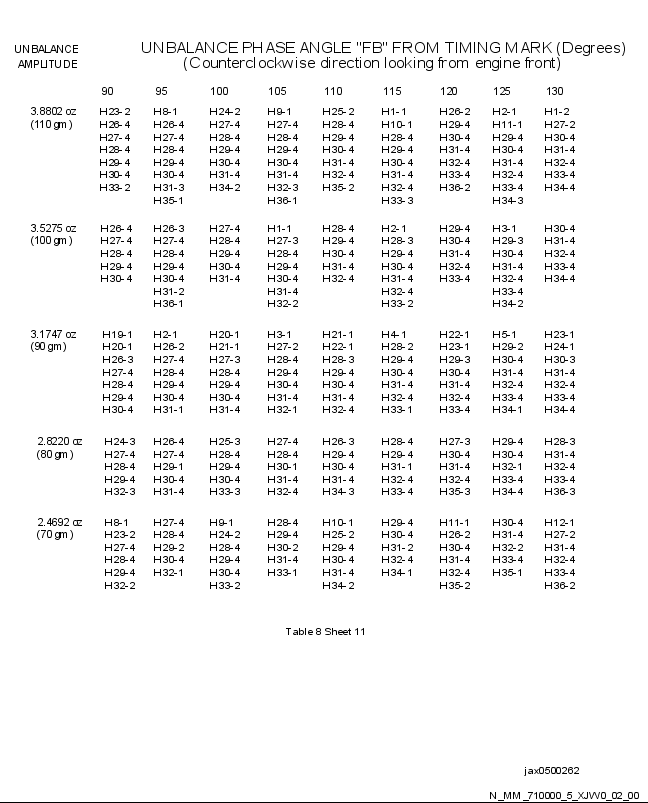 UNBALANCE UNBALANCE PHASE ANGLE "FB" FROM TIMING MARK (Degrees)
AMPLITUDE (Counterclockwise direction looking from engine front)
90 95 100 105 110 115 120 125 130
3.8802 oz H23-2 H8-1 H24-2 H9-1 H25-2 H1-1 H26-2 H2-1 H1-2
(110 gm) H26-4 H26-4 H27-4 H27-4 H28-4 H10-1 H29-4 H11-1 H27-2
H27-4 H27-4 H28-4 H28-4 H29-4 H28-4 H30-4 H29-4 H30-4
H28-4 H28-4 H29-4 H29-4 H30-4 H29-4 H31-4 H30-4 H31-4
H29-4 H29-4 H30-4 H30-4 H31-4 H30-4 H32-4 H31-4 H32-4
H30-4 H30-4 H31-4 H31-4 H32-4 H31-4 H33-4 H32-4 H33-4
H33-2 H31-3 H34-2 H32-3 H35-2 H32-4 H36-2 H33-4 H34-4
H35-1 H36-1 H33-3 H34-3
3.5275 oz H26-4 H26-3 H27-4 H1-1 H28-4 H2-1 H29-4 H3-1 H30-4
(100 gm) H27-4 H27-4 H28-4 H27-3 H29-4 H28-3 H30-4 H29-3 H31-4
H28-4 H28-4 H29-4 H28-4 H30-4 H29-4 H31-4 H30-4 H32-4
H29-4 H29-4 H30-4 H29-4 H31-4 H30-4 H32-4 H31-4 H33-4
H30-4 H30-4 H31-4 H30-4 H32-4 H31-4 H33-4 H32-4 H34-4
H31-2 H31-4 H32-4 H33-4
H36-1 H32-2 H33-2 H34-2
3.1747 oz H19-1 H2-1 H20-1 H3-1 H21-1 H4-1 H22-1 H5-1 H23-1
(90 gm) H20-1 H26-2 H21-1 H27-2 H22-1 H28-2 H23-1 H29-2 H24-1
H26-3 H27-4 H27-3 H28-4 H28-3 H29-4 H29-3 H30-4 H30-3
H27-4 H28-4 H28-4 H29-4 H29-4 H30-4 H30-4 H31-4 H31-4
H28-4 H29-4 H29-4 H30-4 H30-4 H31-4 H31-4 H32-4 H32-4
H29-4 H30-4 H30-4 H31-4 H31-4 H32-4 H32-4 H33-4 H33-4
H30-4 H31-1 H31-4 H32-1 H32-4 H33-1 H33-4 H34-1 H34-4
2.8220 oz H24-3 H26-4 H25-3 H27-4 H26-3 H28-4 H27-3 H29-4 H28-3
(80 gm) H27-4 H27-4 H28-4 H28-4 H29-4 H29-4 H30-4 H30-4 H31-4
H28-4 H29-1 H29-4 H30-1 H30-4 H31-1 H31-4 H32-1 H32-4
H29-4 H30-4 H30-4 H31-4 H31-4 H32-4 H32-4 H33-4 H33-4
H32-3 H31-4 H33-3 H32-4 H34-3 H33-4 H35-3 H34-4 H36-3
2.4692 oz H8-1 H27-4 H9-1 H28-4 H10-1 H29-4 H11-1 H30-4 H12-1
(70 gm) H23-2 H28-4 H24-2 H29-4 H25-2 H30-4 H26-2 H31-4 H27-2
H27-4 H29-2 H28-4 H30-2 H29-4 H31-2 H30-4 H32-2 H31-4
H28-4 H30-4 H29-4 H31-4 H30-4 H32-4 H31-4 H33-4 H32-4
H29-4 H32-1 H30-4 H33-1 H31-4 H34-1 H32-4 H35-1 H33-4
H32-2 H33-2 H34-2 H35-2 H36-2
Table 8 Sheet 11
jax0500262
N_MM_710000_5_XJW0_02_00